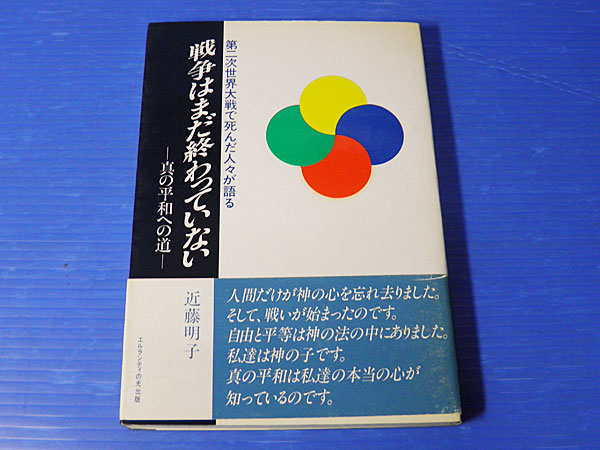 第二次世界大戦で死んだ人々が語る
戦争はまだ終わっていない
―真の平和への道―
近藤明子
エルランティの光出版
人間だけが神の心を忘れ去りました。
そして、戦いが始まったのです。
自由と平等は神の法の中にありました。
私達は神の子です。
真の平和は私達の本当の心が
知っているのです。